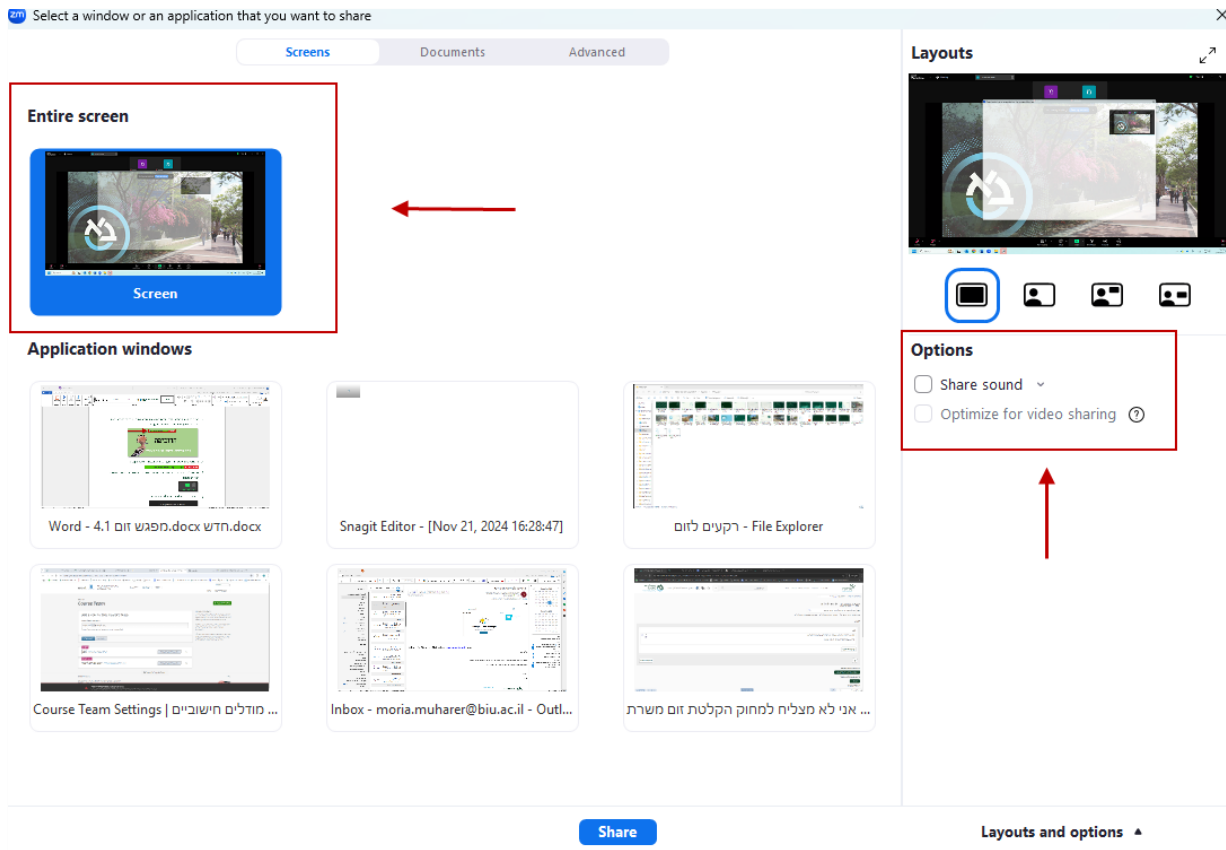 zm Select a window or an application that you want to share
Screens Documents Advanced
Entire screen
Screen
Application windows
Word - 4.1 מפגש זום.docx חדש.docx
Snagit Editor - [Nov 21, 2024 16:28:47]
רקעים לזום - File Explorer
Course Team Settings | מודלים חישוביים ...
Inbox - moria.muharer@biu.ac.il - Outl...
אני לא מצליח למחוק הקלטת זום משרת ...
Share
Layouts
Options
Share sound
Optimize for video sharing ?
Layouts and options